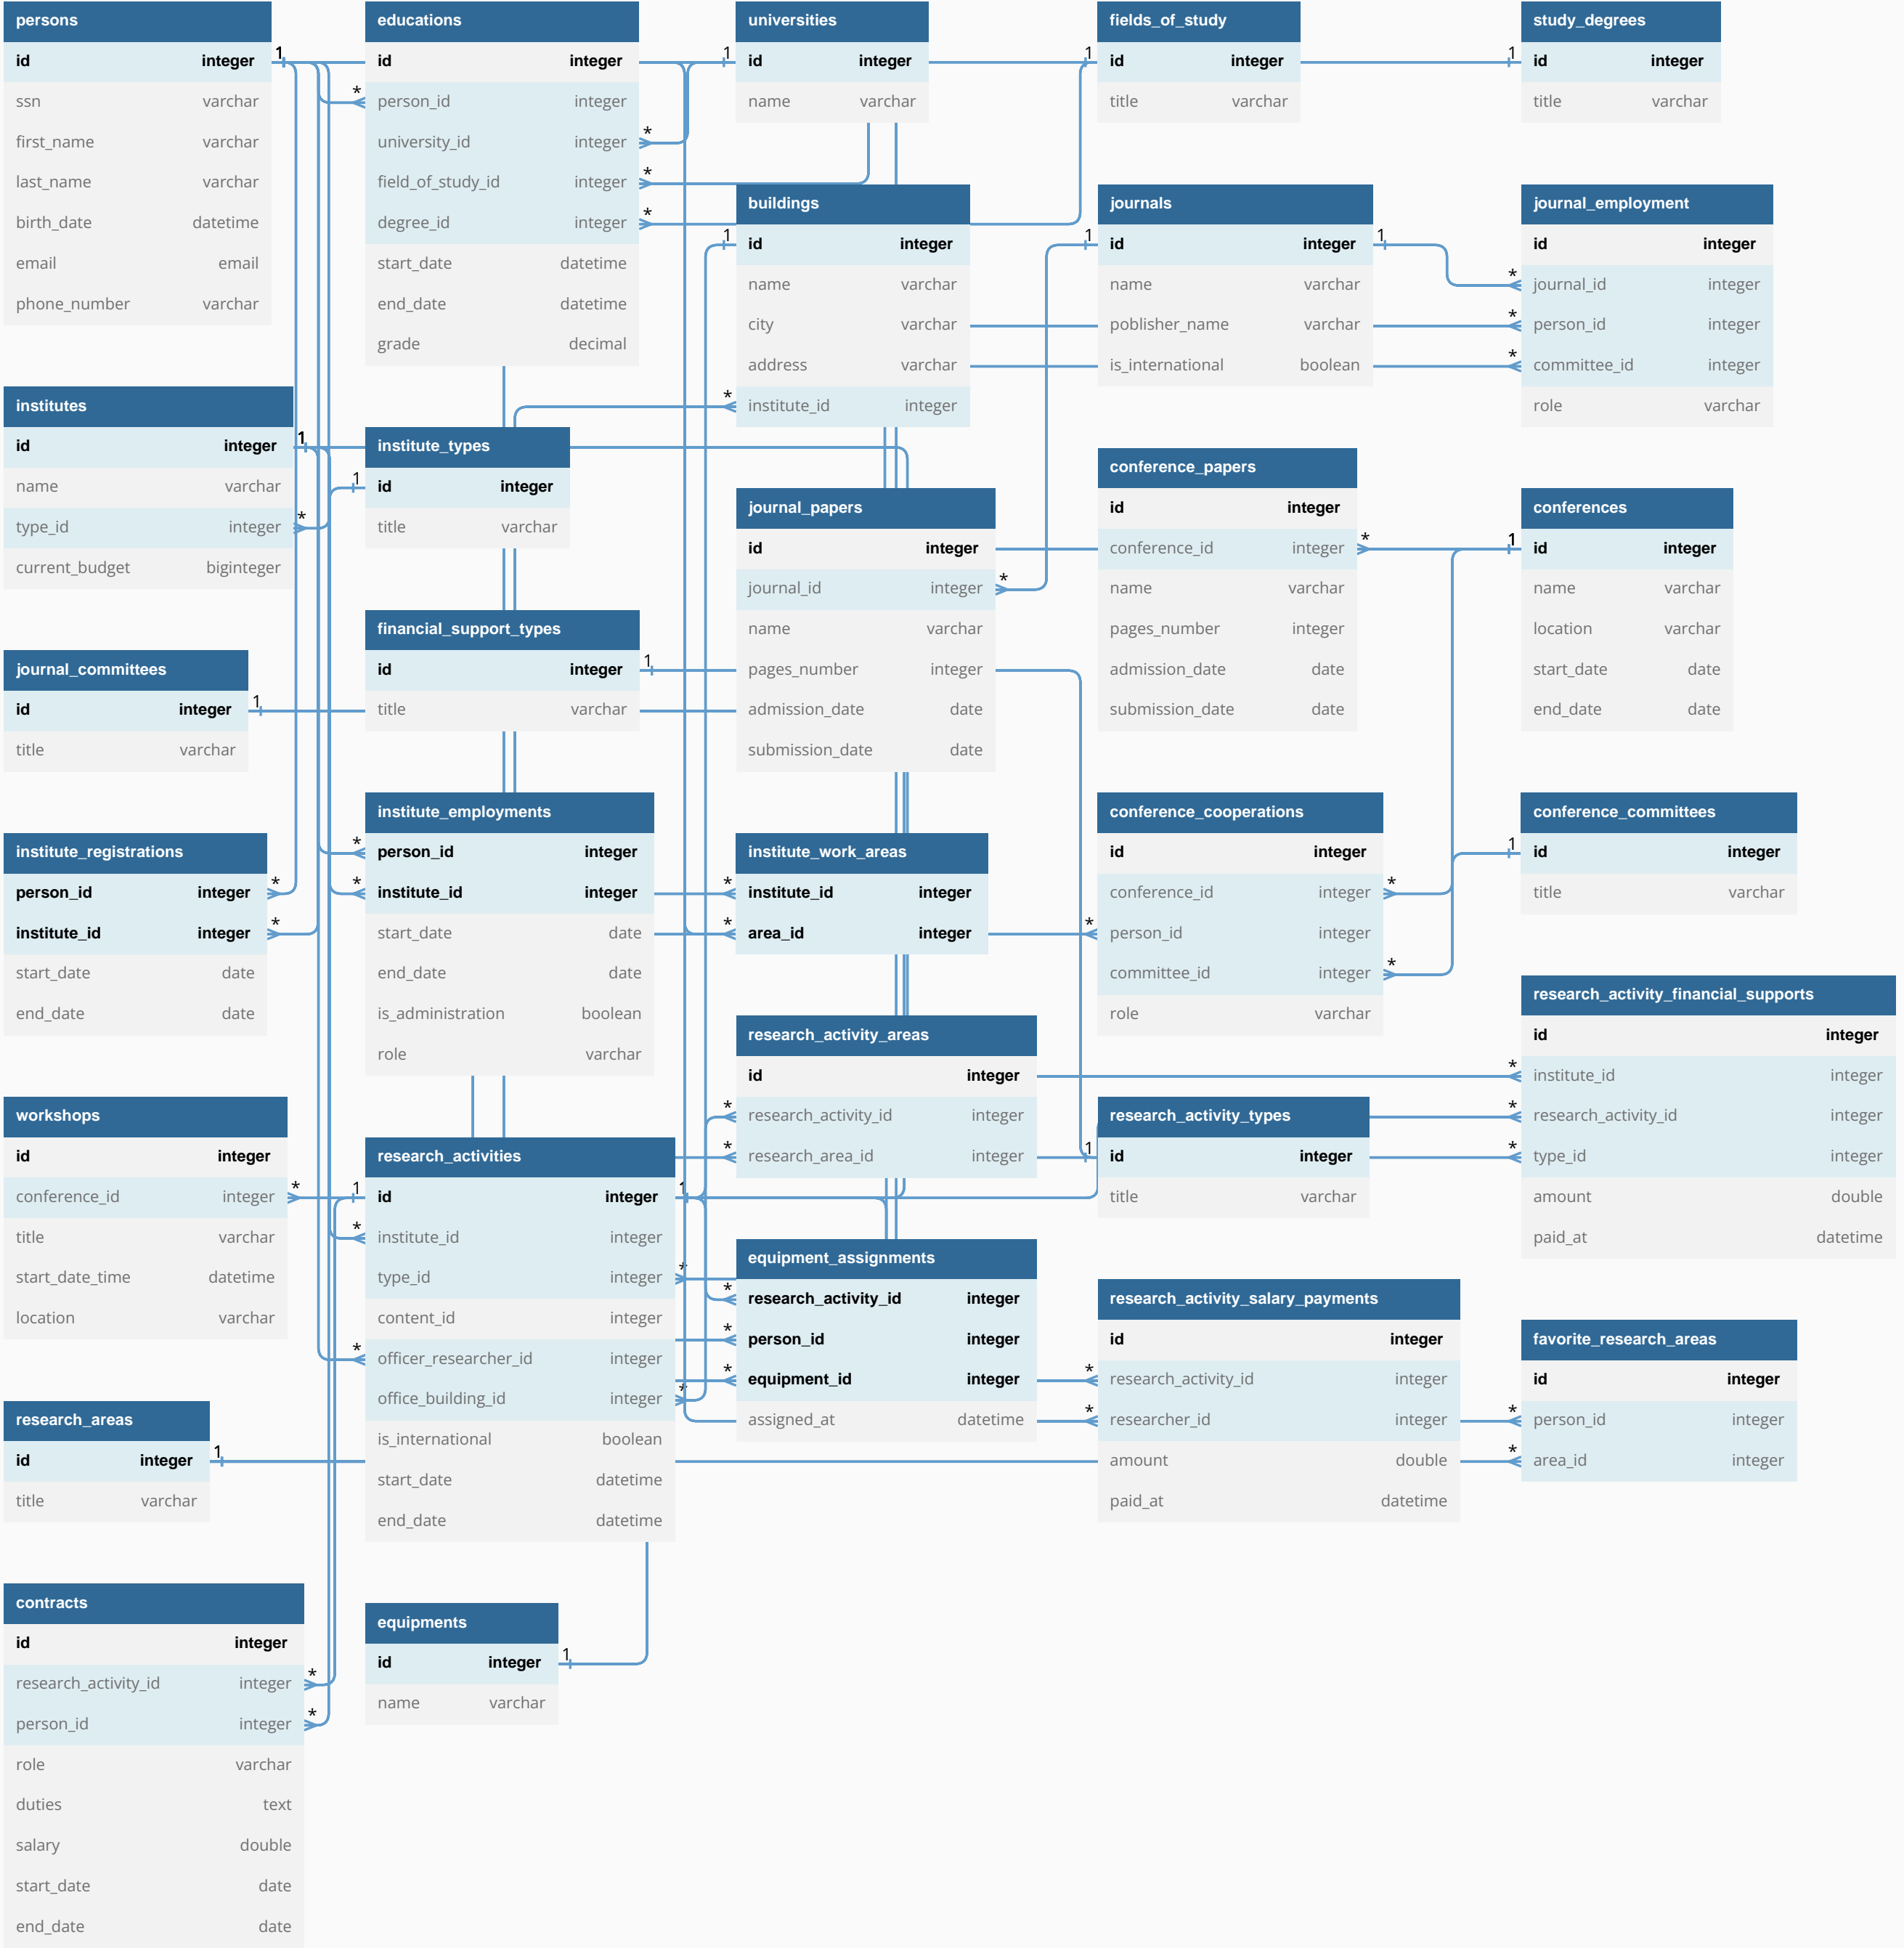 persons
id integer
ssn varchar
first_name varchar
last_name varchar
birth_date datetime
email email
phone_number varchar
educations
id integer
person_id integer
university_id integer
field_of_study_id integer
degree_id integer
start_date datetime
end_date datetime
grade decimal
universities
id integer
name varchar
fields_of_study
id integer
title varchar
study_degrees
id integer
title varchar
buildings
id integer
name varchar
city varchar
address varchar
institute_id integer
journals
id integer
name varchar
poblisher_name varchar
is_international boolean
journal_employment
id integer
journal_id integer
person_id integer
committee_id integer
role varchar
institutes
id integer
name varchar
type_id integer
current_budget biginteger
institute_types
id integer
title varchar
journal_papers
id integer
journal_id integer
name varchar
pages_number integer
admission_date date
submission_date date
conference_papers
id integer
conference_id integer
name varchar
pages_number integer
admission_date date
submission_date date
conferences
id integer
name varchar
location varchar
start_date date
end_date date
journal_committees
id integer
title varchar
financial_support_types
id integer
title varchar
institute_registrations
person_id integer
institute_id integer
start_date date
end_date date
institute_employments
person_id integer
institute_id integer
start_date date
end_date date
is_administration boolean
role varchar
institute_work_areas
institute_id integer
area_id integer
conference_cooperations
id integer
conference_id integer
person_id integer
committee_id integer
role varchar
conference_committees
id integer
title varchar
research_activity_areas
id integer
research_activity_id integer
research_area_id integer
research_activity_types
id integer
title varchar
research_activity_financial_supports
id integer
institute_id integer
research_activity_id integer
type_id integer
amount double
paid_at datetime
workshops
id integer
conference_id integer
title varchar
start_date_time datetime
location varchar
research_activities
id integer
institute_id integer
type_id integer
content_id integer
officer_researcher_id integer
office_building_id integer
is_international boolean
start_date datetime
end_date datetime
equipment_assignments
research_activity_id integer
person_id integer
equipment_id integer
assigned_at datetime
research_activity_salary_payments
id integer
research_activity_id integer
researcher_id integer
amount double
paid_at datetime
favorite_research_areas
id integer
person_id integer
area_id integer
research_areas
id integer
title varchar
contracts
id integer
research_activity_id integer
person_id integer
role varchar
duties text
salary double
start_date date
end_date date
equipments
id integer
name varchar